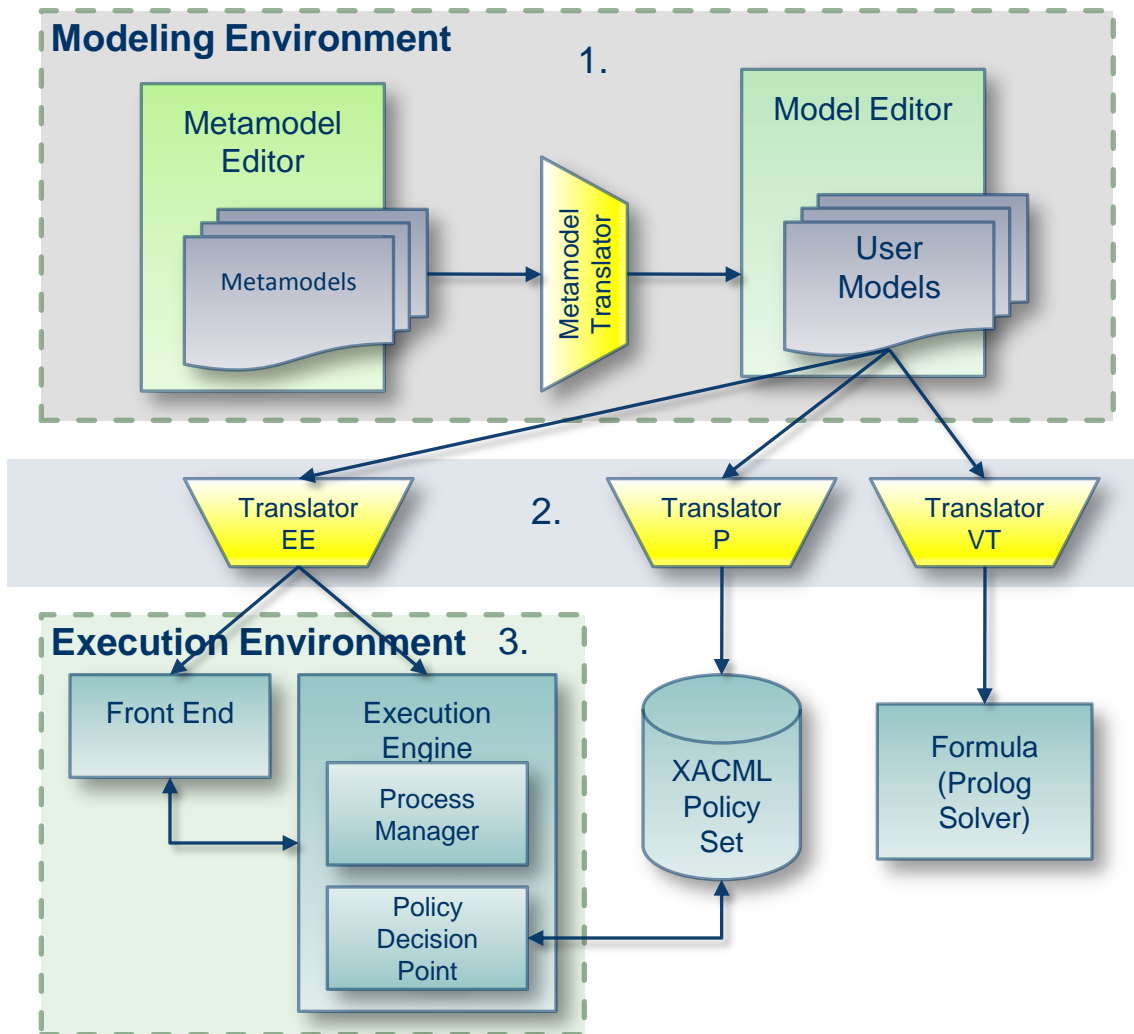 Modeling Environment
1.
Metamodel
Editor
Metamodels
Metamodel
Translator
Model Editor
User
Models
Translator
EE
2.
Translator
P
Translator
VT
Execution Environment
3.
Front End
Execution
Engine
Process
Manager
Policy
Decision
Point
XACML
Policy
Set
Formula
(Prolog
Solver)